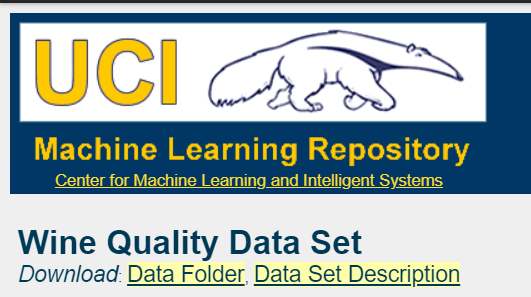 UCI
Machine Learning Repository
Center for Machine Learning and Intelligent Systems
Wine Quality Data Set
Download: Data Folder, Data Set Description